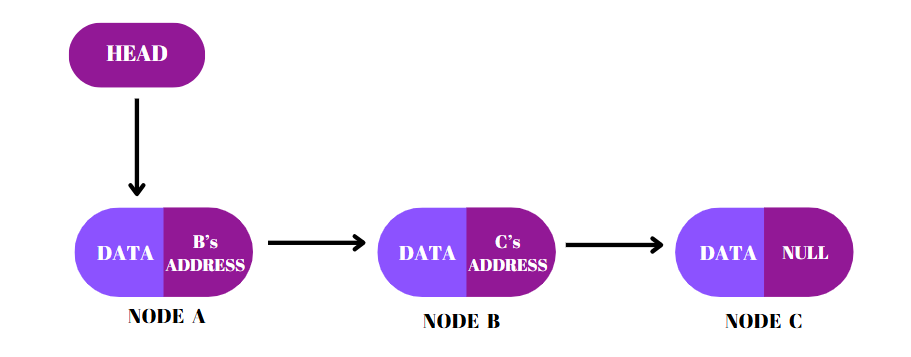 HEAD
DATA
B's
ADDRESS
NODE A
DATA
C's
ADDRESS
NODE B
DATA
NULL
NODE C